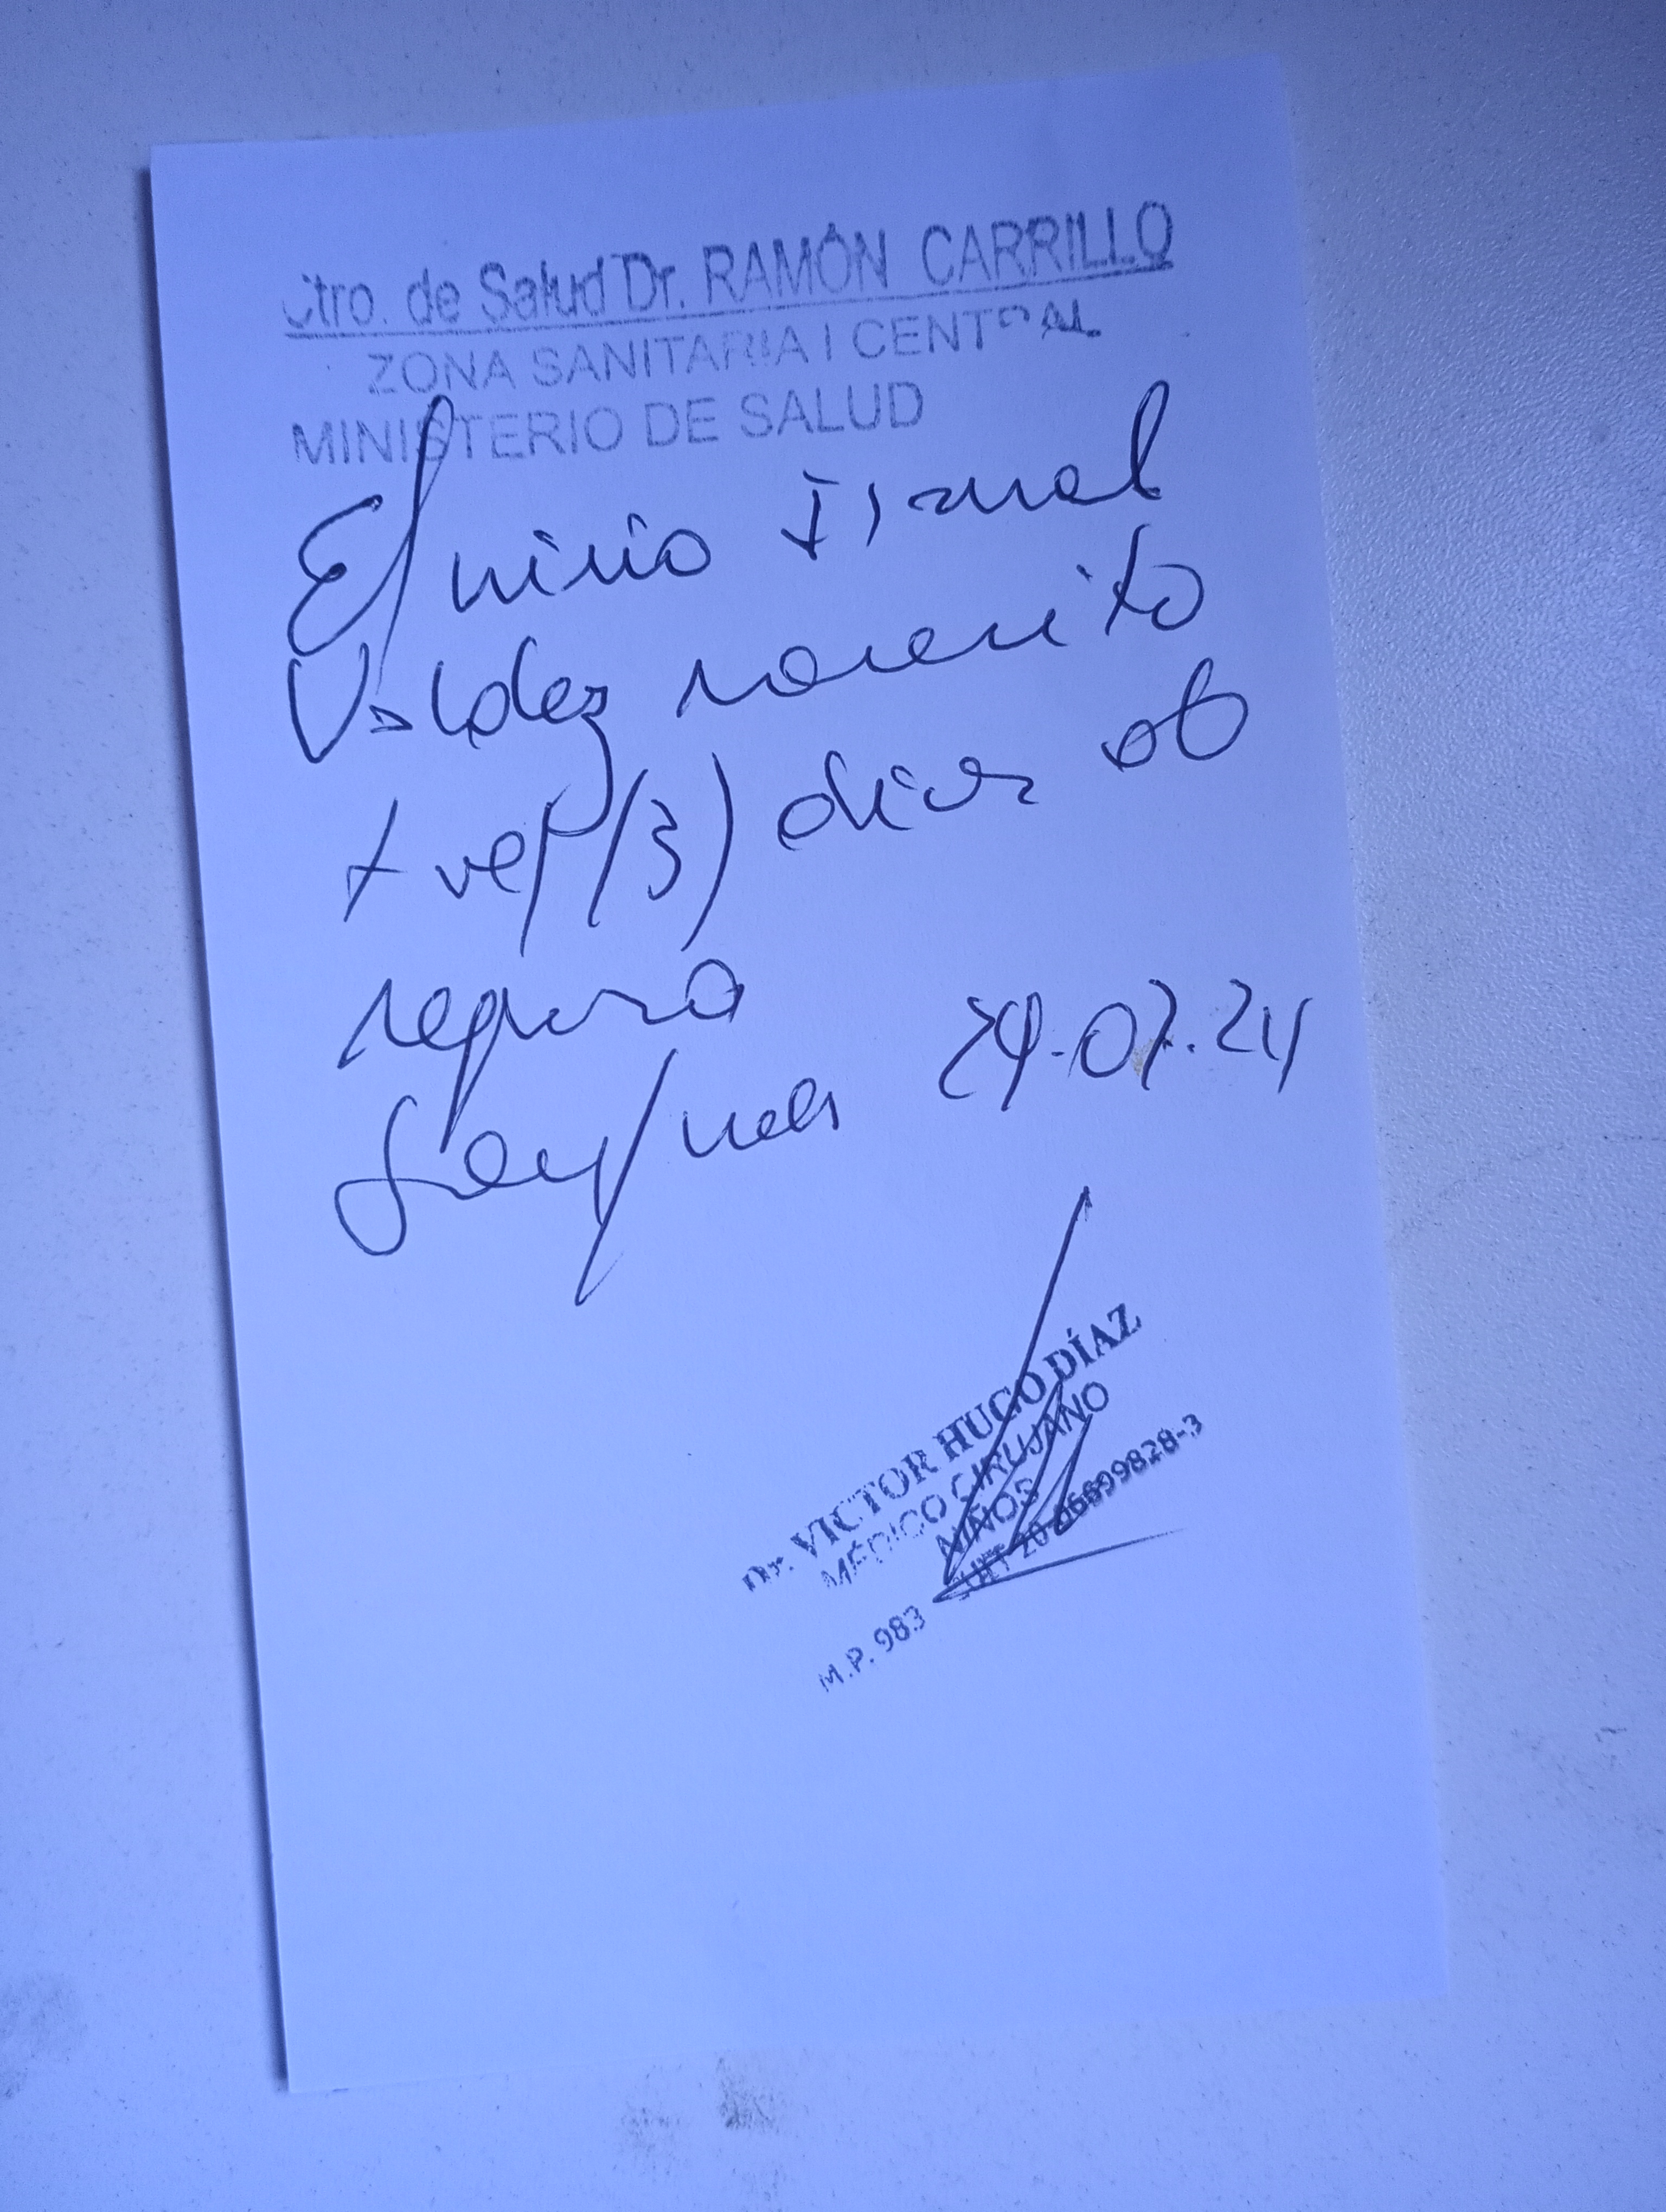 Ctro. de Salud Dr. RAMÓN CARRILLO
ZONA SANITARIA I CENTRAL
MINISTERIO DE SALUD
El niño Ismael
Valdez necesita
tres (3) dias de
reposo
29.07.24
Dr. VICTOR HUGO DÍAZ
MÉDICO CIRUJANO
NIÑOS
M.P. 983